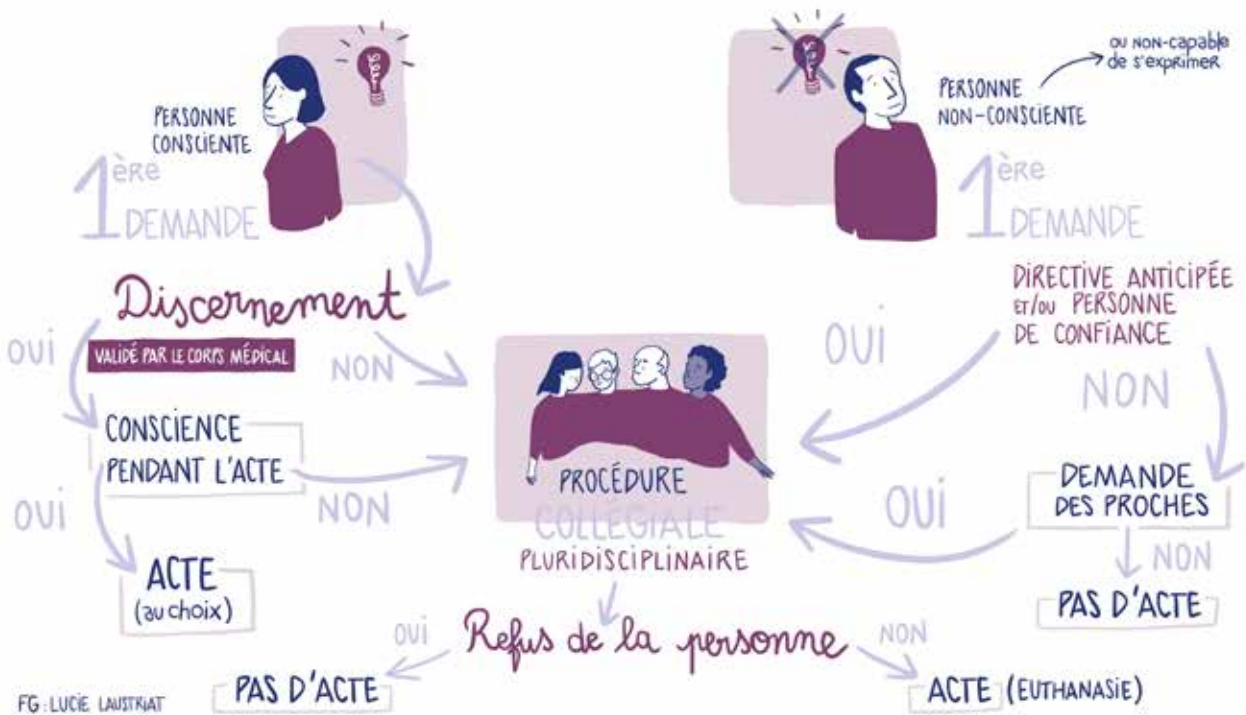 PERSONNE
CONSCIENTE
1ère
DEMANDE
Discernement
VALIDÉ PAR LE CORPS MÉDICAL
OUI
NON
CONSCIENCE
PENDANT L'ACTE
OUI
NON
ACTE
(au choix)
PERSONNE
NON-CONSCIENTE
OU NON-CAPABLE
DE S'EXPRIMER
1ère
DEMANDE
DIRECTIVE ANTICIPÉE
ET/OU PERSONNE
DE CONFIANCE
OUI
NON
DEMANDE
DES PROCHES
OUI
NON
PAS D'ACTE
PROCÉDURE
COLLÉGIALE
PLURIDISCIPLINAIRE
Refus de la personne
OUI
NON
PAS D'ACTE
ACTE (EUTHANASIE)
FG : LUCIE LAUSTRIAT